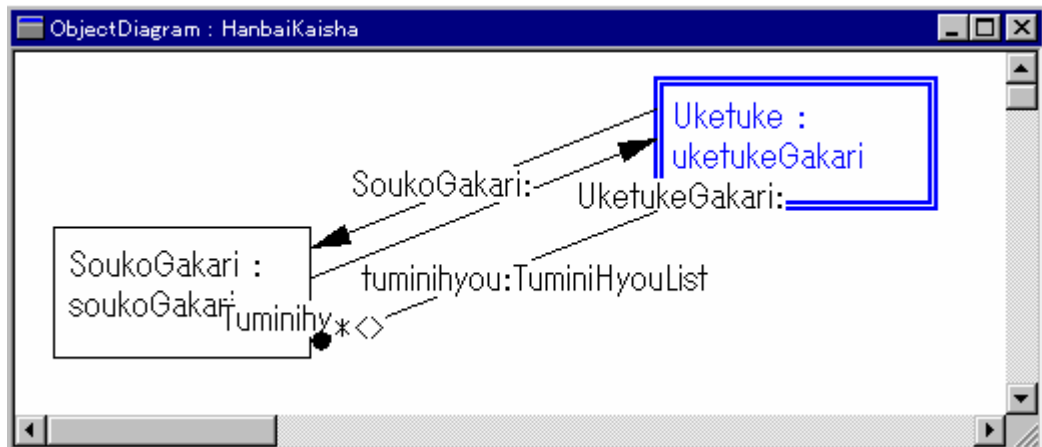 ObjectDiagram : HanbaiKaisha
Uketuke :
uketukeGakari
SoukoGakari:
UketukeGakari:
SoukoGakari :
soukoGakari
tuminihyou:TuminiHyouList
Tuminihy
*<>